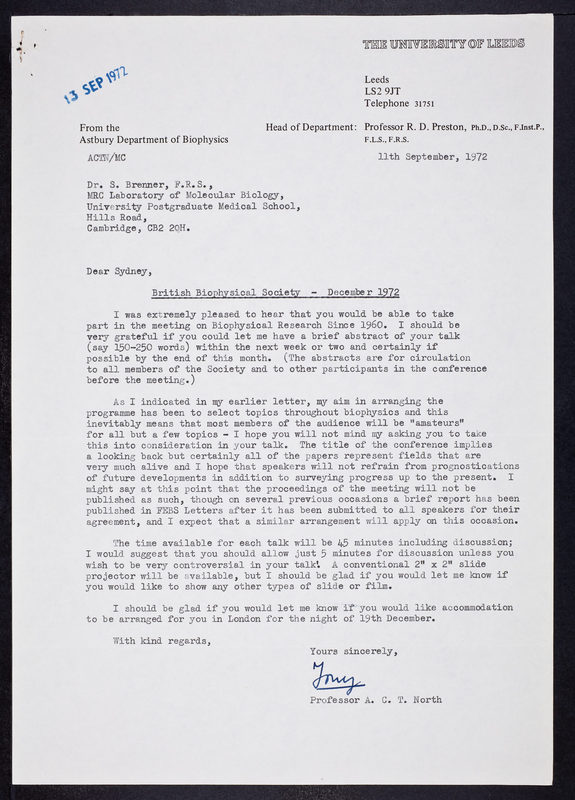 THE UNIVERSITY OF LEEDS
13 SEP 1972
Leeds
LS2 9JT
Telephone 31751
From the
Astbury Department of Biophysics
Head of Department: Professor R. D. Preston, Ph.D., D.Sc., F.Inst.P.,
F.L.S., F.R.S.
ACTN/MC
11th September, 1972
Dr. S. Brenner, F.R.S.,
MRC Laboratory of Molecular Biology,
University Postgraduate Medical School,
Hills Road,
Cambridge, CB2 2QH.
Dear Sydney,
British Biophysical Society - December 1972
I was extremely pleased to hear that you would be able to take
part in the meeting on Biophysical Research Since 1960. I should be
very grateful if you could let me have a brief abstract of your talk
(say 150-250 words) within the next week or two and certainly if
possible by the end of this month. (The abstracts are for circulation
to all members of the Society and to other participants in the conference
before the meeting.)
As I indicated in my earlier letter, my aim in arranging the
programme has been to select topics throughout biophysics and this
inevitably means that most members of the audience will be "amateurs"
for all but a few topics - I hope you will not mind my asking you to take
this into consideration in your talk. The title of the conference implies
a looking back but certainly all of the papers represent fields that are
very much alive and I hope that speakers will not refrain from prognostications
of future developments in addition to surveying progress up to the present. I
might say at this point that the proceedings of the meeting will not be
published as such, though on several previous occasions a brief report has been
published in FEBS Letters after it has been submitted to all speakers for their
agreement, and I expect that a similar arrangement will apply on this occasion.
The time available for each talk will be 45 minutes including discussion;
I would suggest that you should allow just 5 minutes for discussion unless you
wish to be very controversial in your talk! A conventional 2" x 2" slide
projector will be available, but I should be glad if you would let me know if
you would like to show any other types of slide or film.
I should be glad if you would let me know if you would like accommodation
to be arranged for you in London for the night of 19th December.
With kind regards,
Yours sincerely,
Tony
Professor A. C. T. North